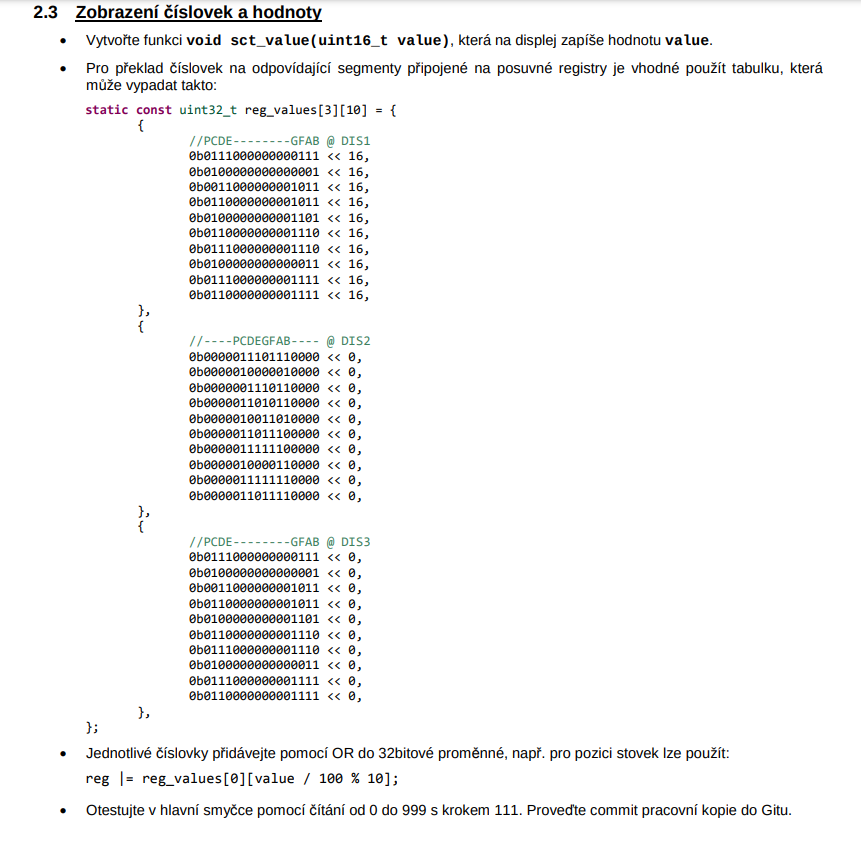 2.3 Zobrazení číslovek a hodnoty
• Vytvořte funkci void sct_value(uint16_t value), která na displej zapíše hodnotu value.
• Pro překlad číslovek na odpovídající segmenty připojené na posuvné registry je vhodné použít tabulku, která
může vypadat takto:
static const uint32_t reg_values[3][10] = {
{
//PCDE--------GFAB @ DIS1
0b0111000000000111 << 16,
0b0100000000000001 << 16,
0b0011000000001011 << 16,
0b0110000000001011 << 16,
0b0100000000001101 << 16,
0b0110000000001110 << 16,
0b0111000000001110 << 16,
0b0100000000000011 << 16,
0b0111000000001111 << 16,
0b0110000000001111 << 16,
},
{
//----PCDEGFAB---- @ DIS2
0b0000011101110000 << 0,
0b0000010000010000 << 0,
0b0000001110110000 << 0,
0b0000011010110000 << 0,
0b0000010011010000 << 0,
0b0000011011100000 << 0,
0b0000011111100000 << 0,
0b0000010000110000 << 0,
0b0000011111110000 << 0,
0b0000011011110000 << 0,
},
{
//PCDE--------GFAB @ DIS3
0b0111000000000111 << 0,
0b0100000000000001 << 0,
0b0011000000001011 << 0,
0b0110000000001011 << 0,
0b0100000000001101 << 0,
0b0110000000001110 << 0,
0b0111000000001110 << 0,
0b0100000000000011 << 0,
0b0111000000001111 << 0,
0b0110000000001111 << 0,
},
};
• Jednotlivé číslovky přidávejte pomocí OR do 32bitové proměnné, např. pro pozici stovek lze použít:
reg |= reg_values[0][value / 100 % 10];
• Otestujte v hlavní smyčce pomocí čítání od 0 do 999 s krokem 111. Proveďte commit pracovní kopie do Gitu.